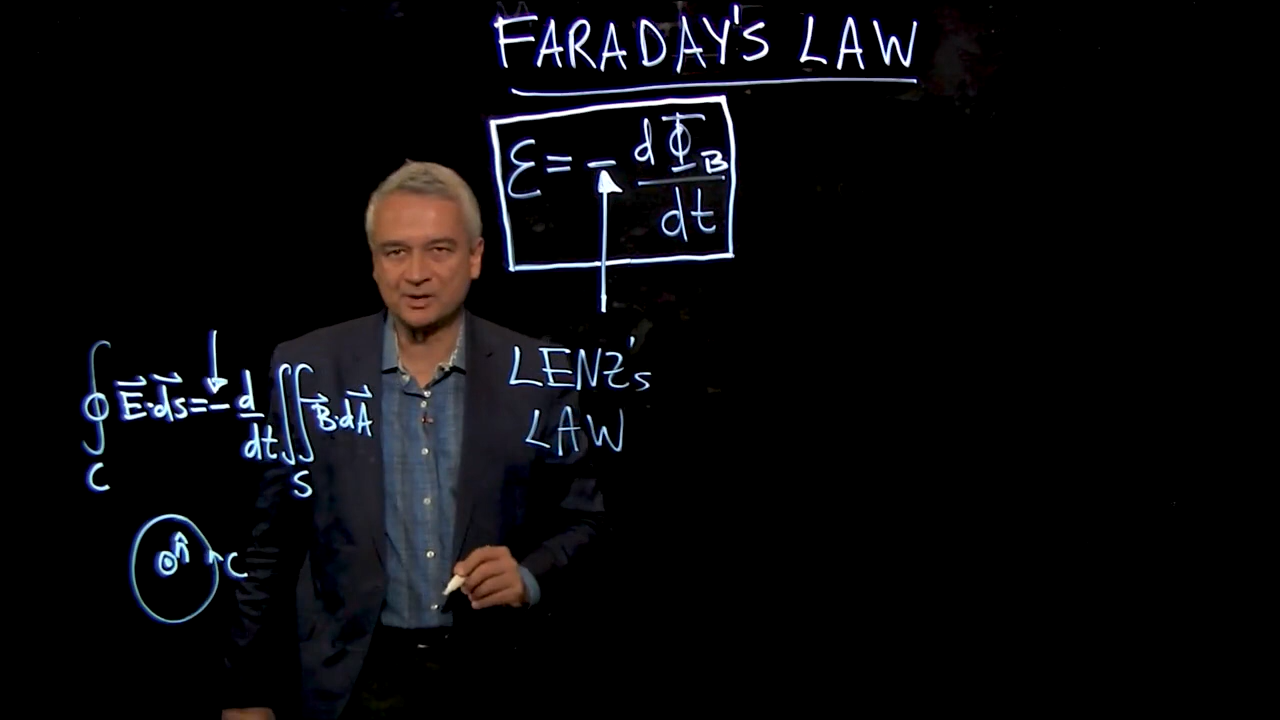 FARADAY'S LAW
ℰ = - dΦ_B/dt
LENZ's
LAW
∮_C E⃗·ds⃗ = - d/dt ∬_S B⃗·dA⃗
n̂ C